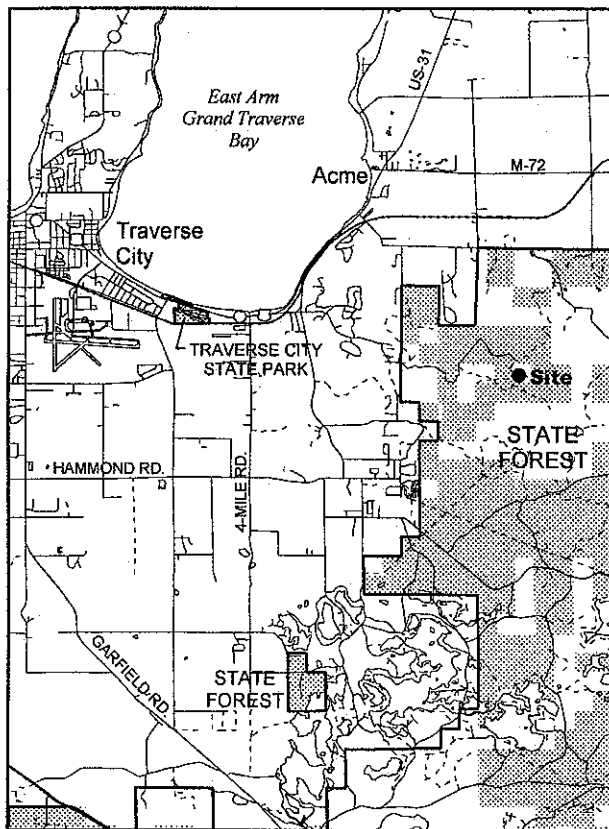 East Arm
Grand Traverse
Bay
US-31
Acme
M-72
Traverse
City
TRAVERSE CITY
STATE PARK
Site
STATE
FOREST
HAMMOND RD.
4-MILE RD.
GARFIELD RD.
STATE
FOREST